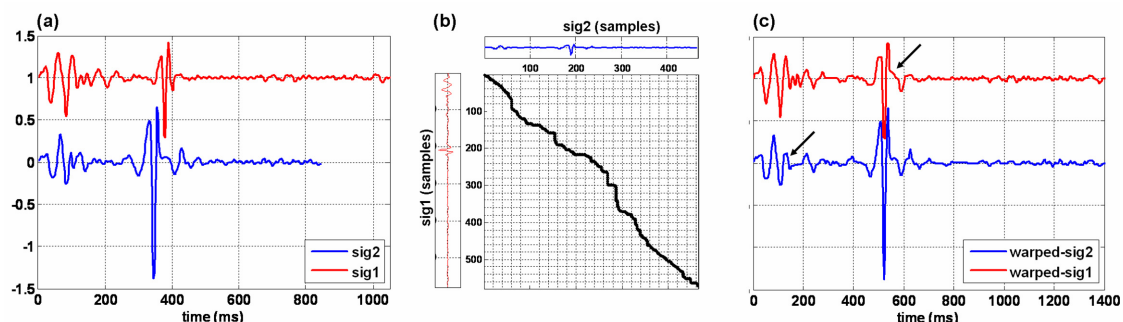 (a)
1.5
1
0.5
0
-0.5
-1
-1.5
0 200 400 600 800 1000
time (ms)
sig2
sig1
(b)
sig2 (samples)
100 200 300 400
sig1 (samples)
100
200
300
400
500
(c)
0 200 400 600 800 1000 1200 1400
time (ms)
warped-sig2
warped-sig1